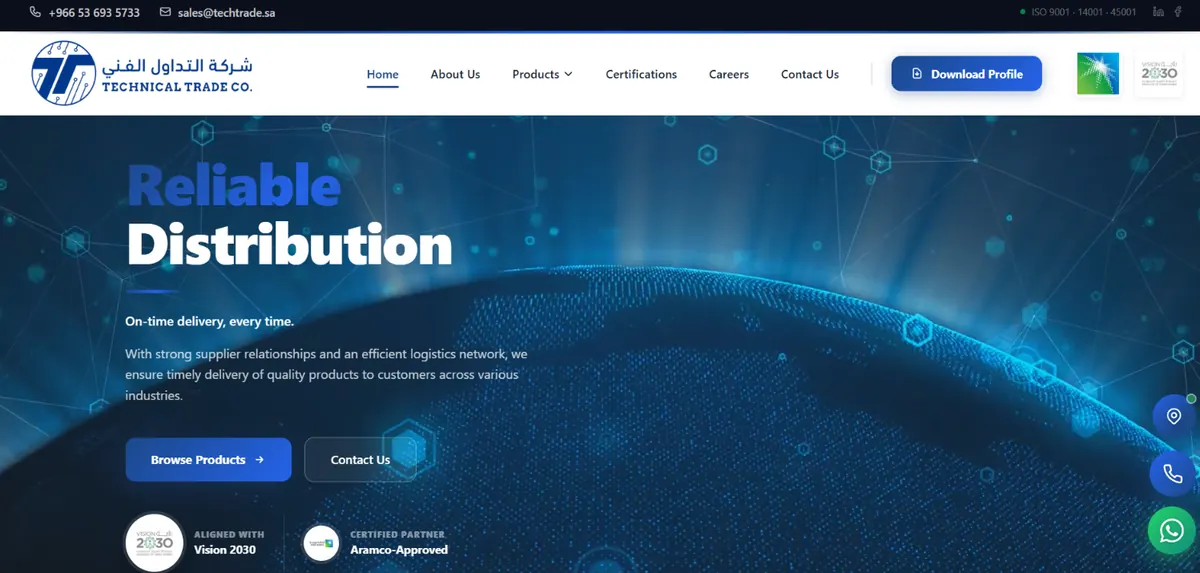 +966 53 693 5733
sales@techtrade.sa
ISO 9001 - 14001 - 45001
شركة التداول الفني
TECHNICAL TRADE CO.
Home
About Us
Products
Certifications
Careers
Contact Us
Download Profile
2030
Reliable
Distribution
On-time delivery, every time.
With strong supplier relationships and an efficient logistics network, we
ensure timely delivery of quality products to customers across various
industries.
Browse Products →
Contact Us
2030
ALIGNED WITH
Vision 2030
CERTIFIED PARTNER
Aramco-Approved